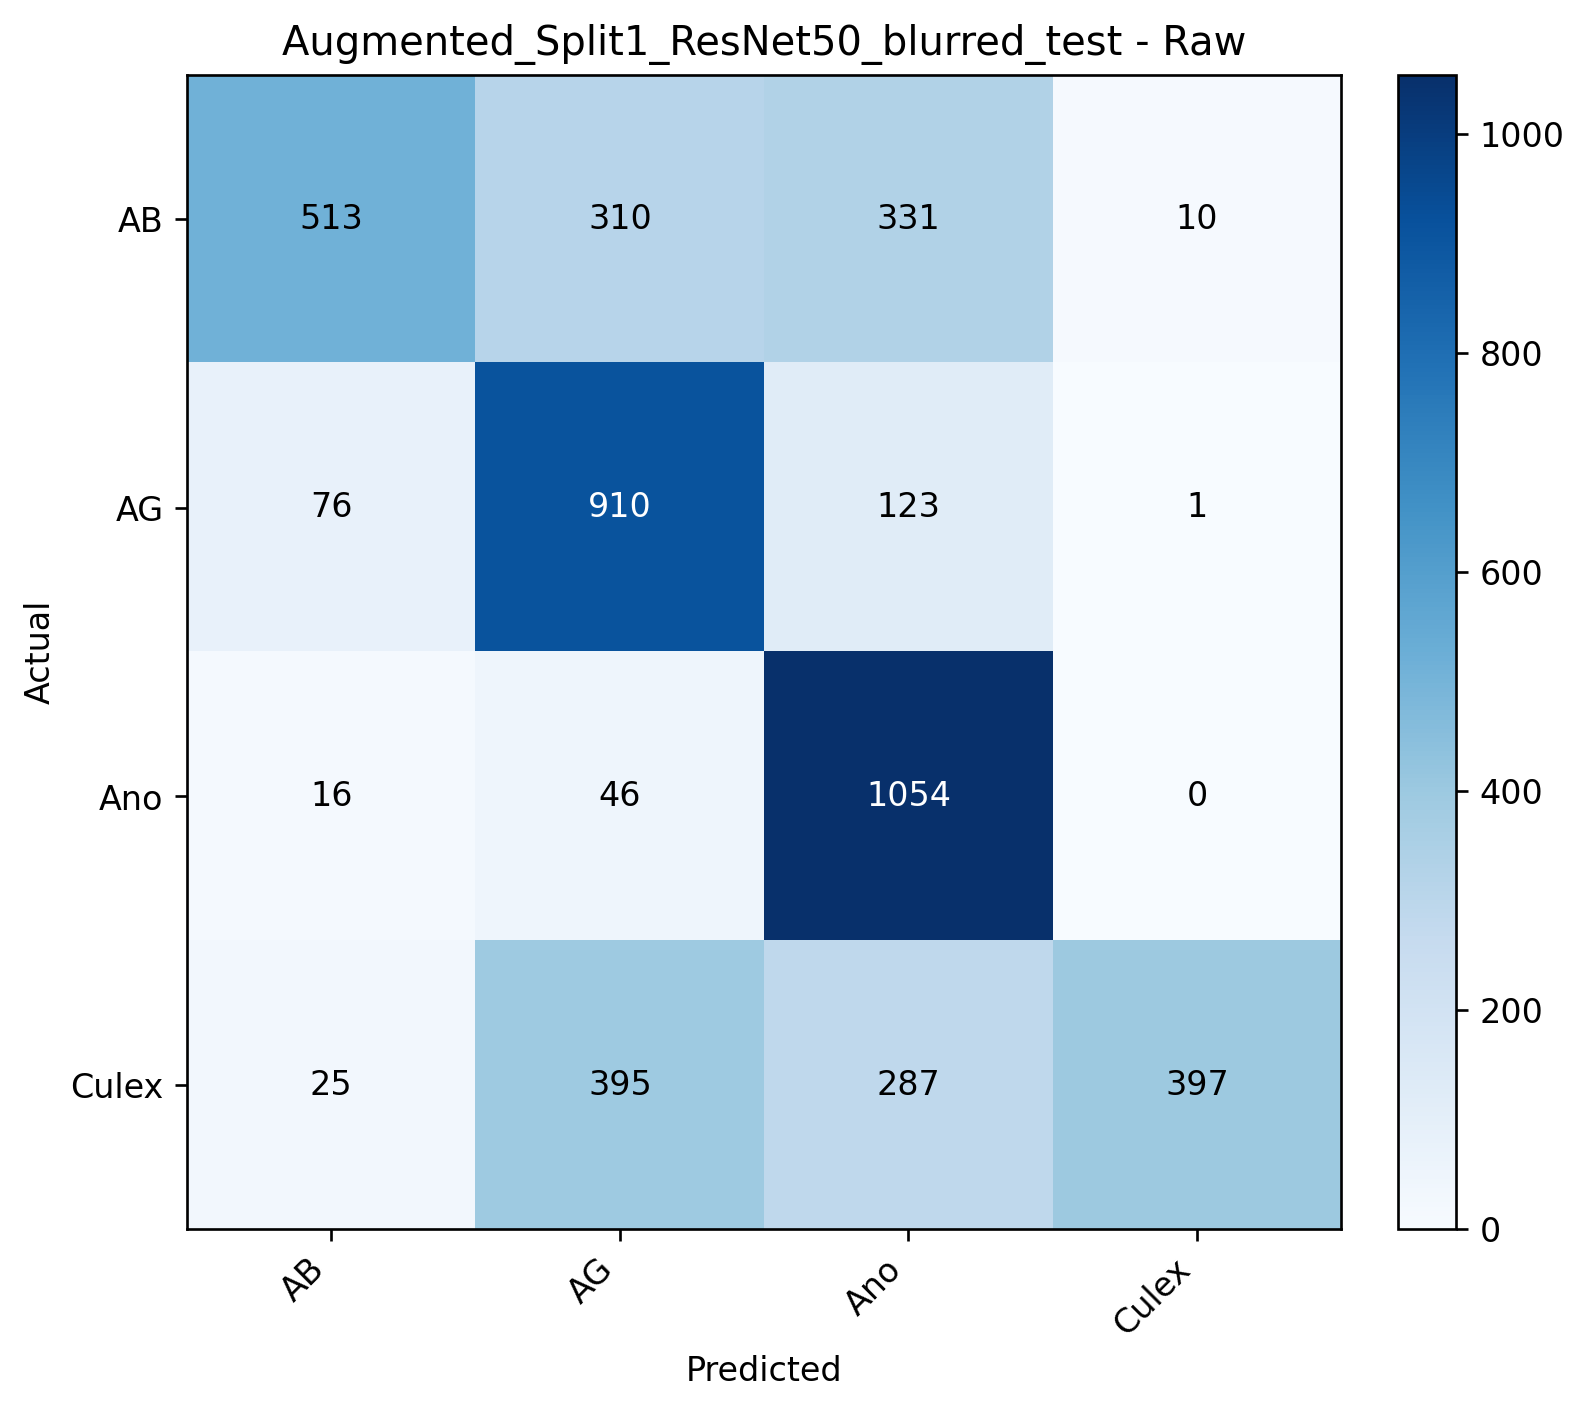 Augmented_Split1_ResNet50_blurred_test - Raw
AB 513 310 331 10
AG 76 910 123 1
Ano 16 46 1054 0
Culex 25 395 287 397
AB AG Ano Culex
Predicted
Actual
1000
800
600
400
200
0